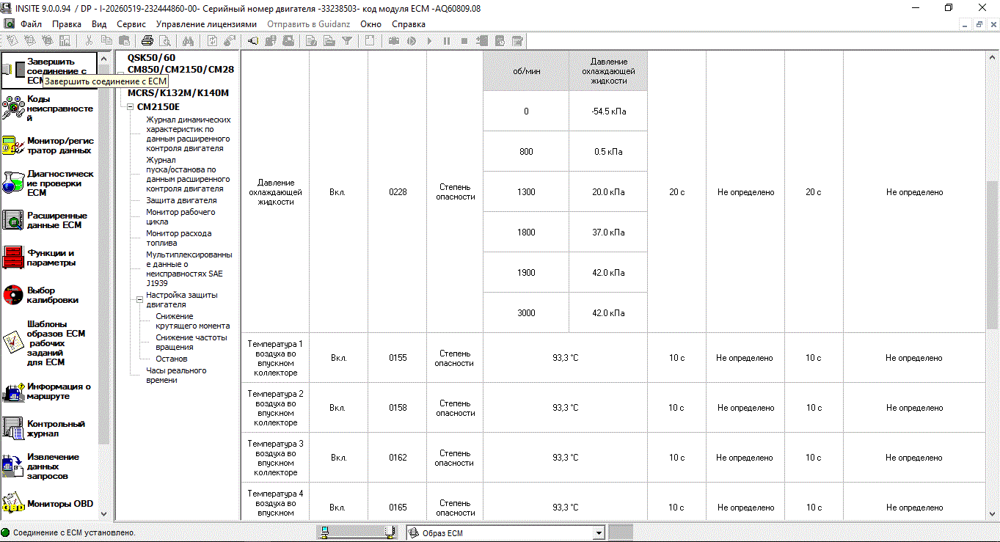 INSITE 9.0.0.94 / DP - I-20260519-232444860-00- Серийный номер двигателя -33238503- код модуля ECM -AQ60809.08
Файл Правка Вид Сервис Управление лицензиями Отправить в Guidanz Окно Справка
Завершить
соединение с
ECM
Завершить соединение с ECM
Коды
неисправносте
й
Монитор/регис
тратор данных
Диагностическ
ие проверки
ECM
Расширенные
данные ECM
Функции и
параметры
Выбор
калибровки
Шаблоны
образов ECM
рабочих
заданий
для ECM
Информация о
маршруте
Контрольный
журнал
Извлечение
данных
запросов
Мониторы OBD
QSK50/60
CM850/CM2150/CM28
MCRS/K132M/K140M
CM2150E
Журнал динамических
характеристик по
данным расширенного
контроля двигателя
Журнал
пуска/останова по
данным расширенного
контроля двигателя
Защита двигателя
Монитор рабочего
цикла
Монитор расхода
топлива
Мультиплексированны
е данные о
неисправностях SAE
J1939
Настройка защиты
двигателя
Снижение
крутящего момента
Снижение частоты
вращения
Останов
Часы реального
времени
об/мин
Давление
охлаждающей
жидкости
0 -54.5 кПа
800 0.5 кПа
Давление
охлаждающей
жидкости
Вкл. 0228
Степень
опасности
1300 20.0 кПа
20 с Не определено 20 с Не определено
1800 37.0 кПа
1900 42.0 кПа
3000 42.0 кПа
Температура 1
воздуха во
впускном
коллекторе
Вкл. 0155
Степень
опасности
93,3 °C 10 с Не определено 10 с Не определено
Температура 2
воздуха во
впускном
коллекторе
Вкл. 0158
Степень
опасности
93,3 °C 10 с Не определено 10 с Не определено
Температура 3
воздуха во
впускном
коллекторе
Вкл. 0162
Степень
опасности
93,3 °C 10 с Не определено 10 с Не определено
Температура 4
воздуха во
впускном
Вкл. 0165
Степень
опасности
93,3 °C 10 с Не определено 10 с Не определено
Соединение с ECM установлено.
Образ ECM